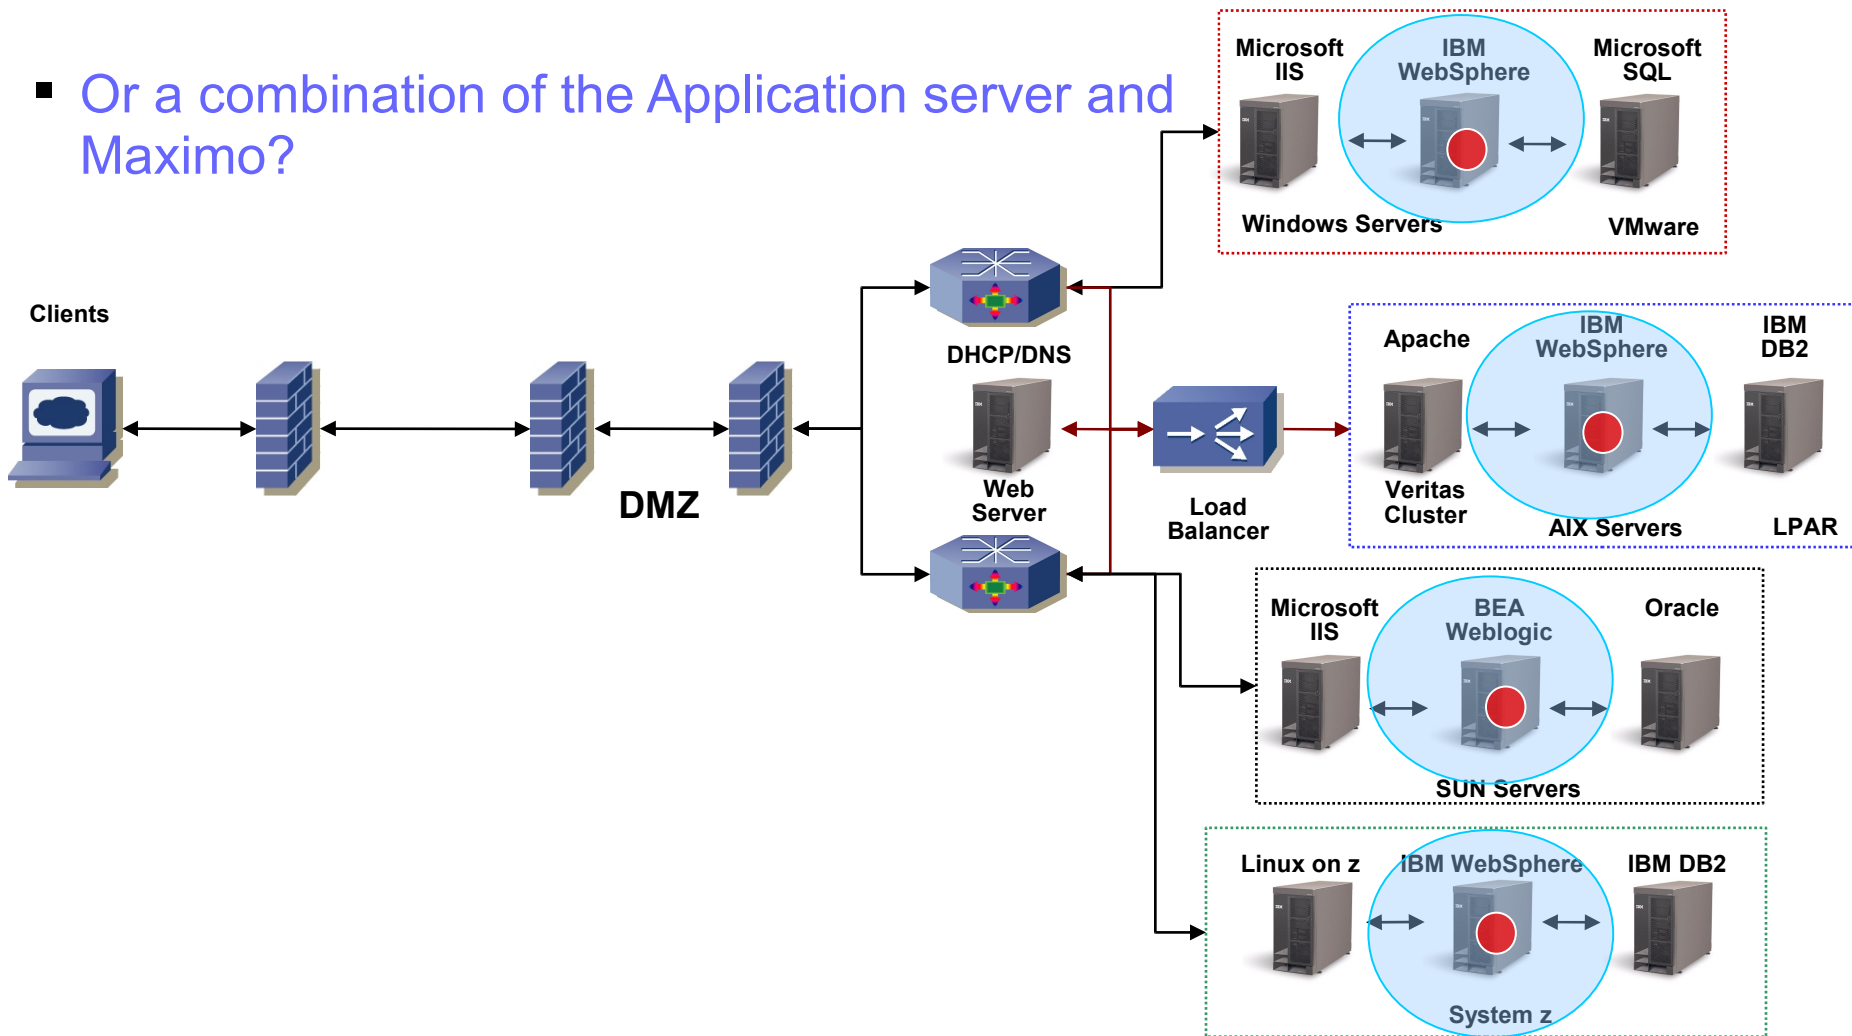 ▪ Or a combination of the Application server and
Maximo?
Clients
DMZ
DHCP/DNS
Web
Server
Load
Balancer
Microsoft
IIS
IBM
WebSphere
Microsoft
SQL
Windows Servers
VMware
Apache
IBM
WebSphere
IBM
DB2
Veritas
Cluster
AIX Servers
LPAR
Microsoft
IIS
BEA
Weblogic
Oracle
SUN Servers
Linux on z
IBM WebSphere
IBM DB2
System z